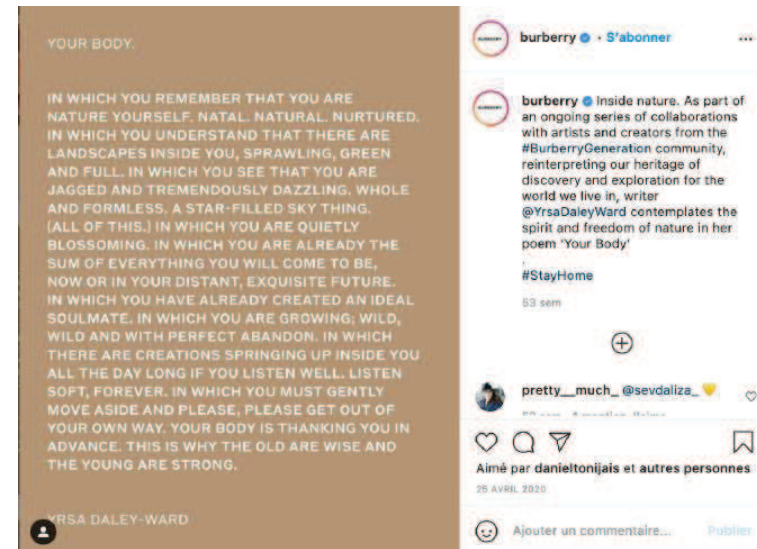 YOUR BODY.
IN WHICH YOU REMEMBER THAT YOU ARE
NATURE YOURSELF. NATAL. NATURAL. NURTURED.
IN WHICH YOU UNDERSTAND THAT THERE ARE
LANDSCAPES INSIDE YOU, SPRAWLING, GREEN
AND FULL. IN WHICH YOU SEE THAT YOU ARE
JAGGED AND TREMENDOUSLY DAZZLING. WHOLE
AND FORMLESS. A STAR-FILLED SKY THING.
(ALL OF THIS.) IN WHICH YOU ARE QUIETLY
BLOSSOMING. IN WHICH YOU ARE ALREADY THE
SUM OF EVERYTHING YOU WILL COME TO BE,
NOW OR IN YOUR DISTANT, EXQUISITE FUTURE.
IN WHICH YOU HAVE ALREADY CREATED AN IDEAL
SOULMATE. IN WHICH YOU ARE GROWING; WILD,
WILD AND WITH PERFECT ABANDON. IN WHICH
THERE ARE CREATIONS SPRINGING UP INSIDE YOU
ALL THE DAY LONG IF YOU LISTEN WELL. LISTEN
SOFT, FOREVER. IN WHICH YOU MUST GENTLY
MOVE ASIDE AND PLEASE, PLEASE GET OUT OF
YOUR OWN WAY. YOUR BODY IS THANKING YOU IN
ADVANCE. THIS IS WHY THE OLD ARE WISE AND
THE YOUNG ARE STRONG.
YRSA DALEY-WARD
burberry • S'abonner
burberry Inside nature. As part of
an ongoing series of collaborations
with artists and creators from the
#BurberryGeneration community,
reinterpreting our heritage of
discovery and exploration for the
world we live in, writer
@YrsaDaleyWard contemplates the
spirit and freedom of nature in her
poem 'Your Body'
.
#StayHome
53 sem
pretty__much_ @sevdaliza_ 💛
Aimé par danieltonijais et autres personnes
25 AVRIL 2020
Ajouter un commentaire... Publier